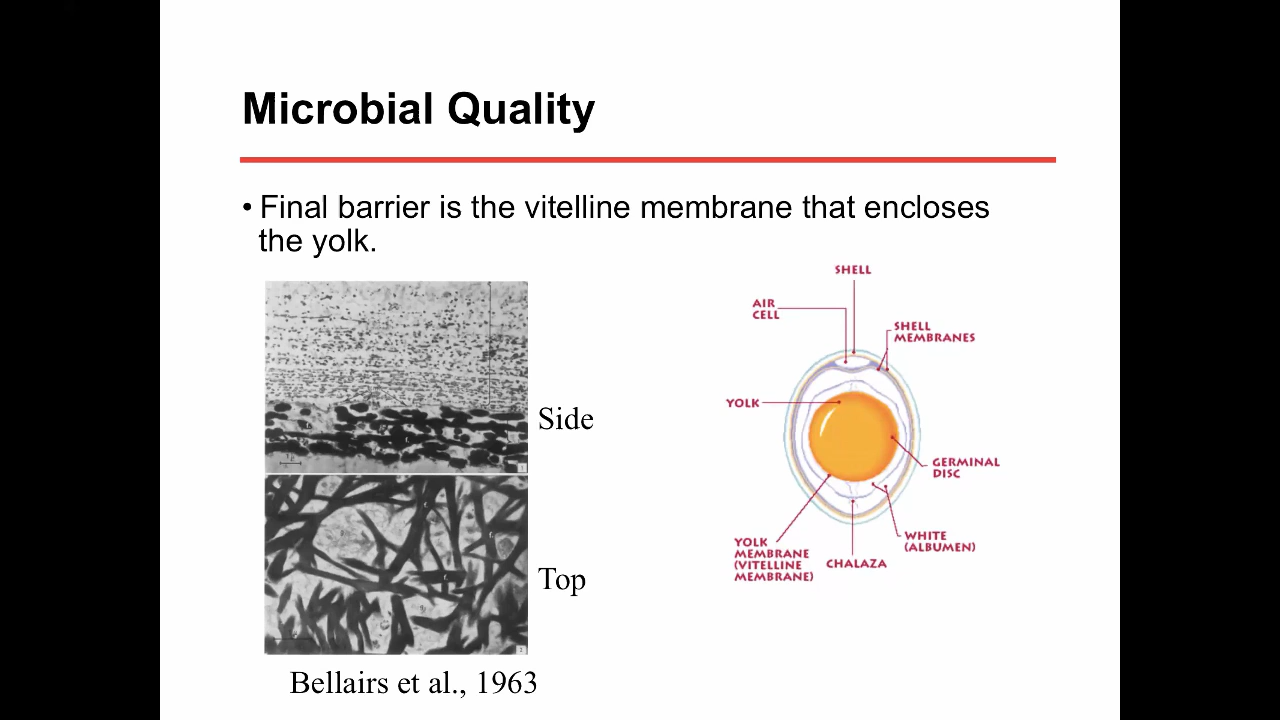 Microbial Quality
• Final barrier is the vitelline membrane that encloses
the yolk.
Side
Top
Bellairs et al., 1963
SHELL
AIR
CELL
SHELL
MEMBRANES
YOLK
GERMINAL
DISC
WHITE
(ALBUMEN)
YOLK
MEMBRANE
(VITELLINE
MEMBRANE)
CHALAZA